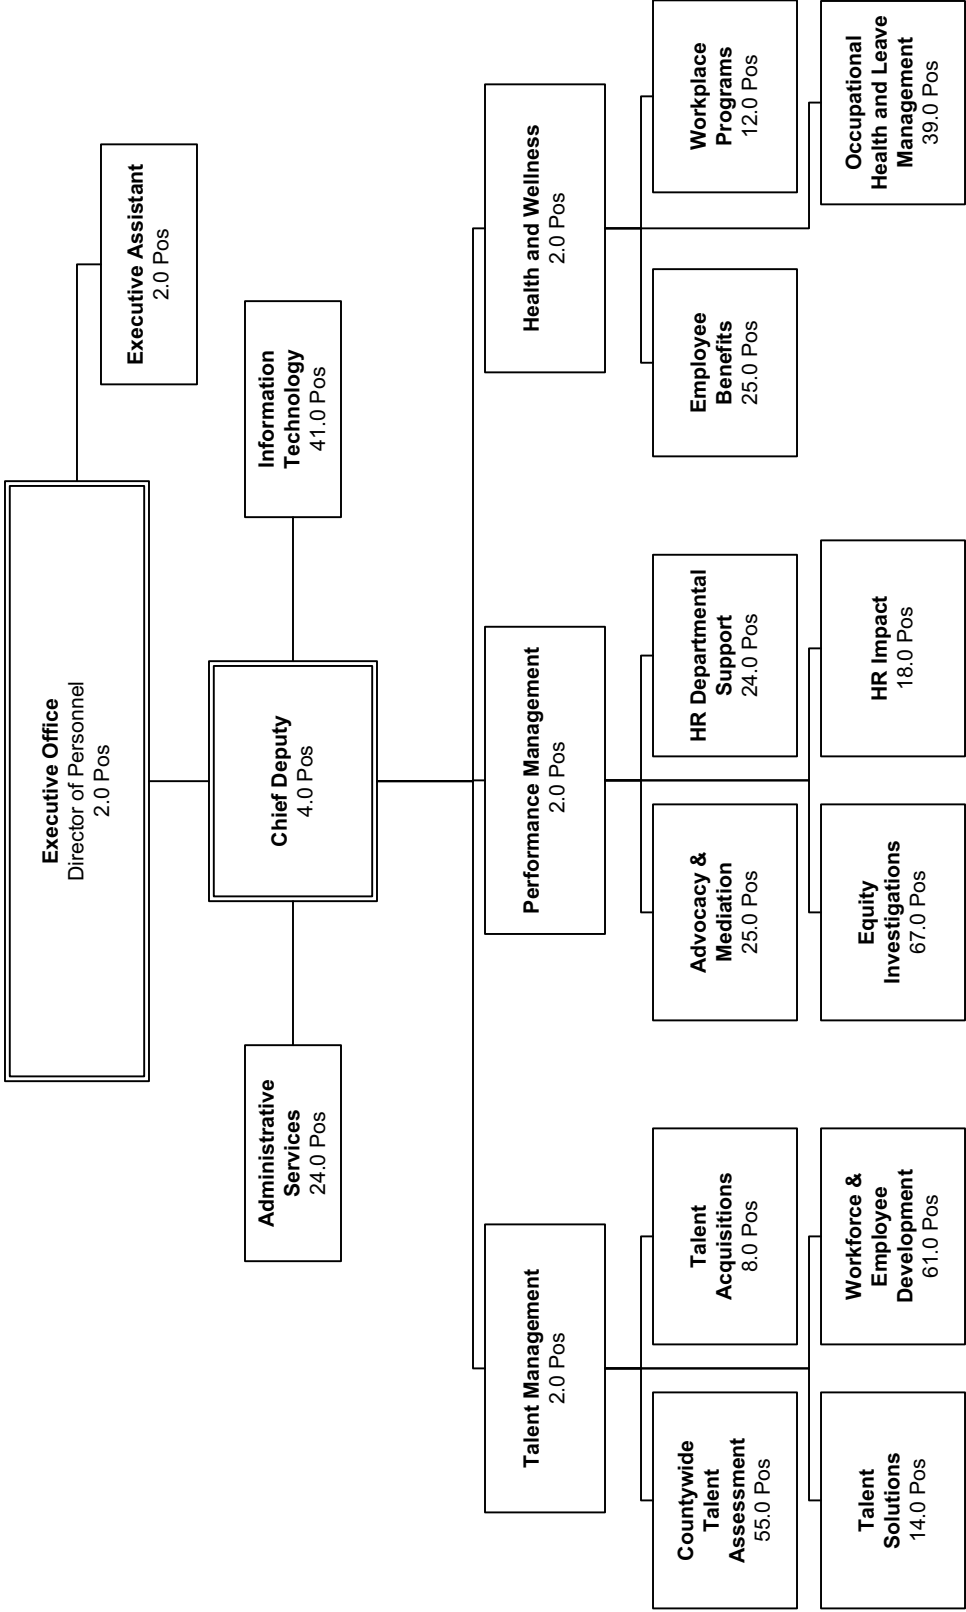 Executive Office
Director of Personnel
2.0 Pos
Executive Assistant
2.0 Pos
Administrative
Services
24.0 Pos
Chief Deputy
4.0 Pos
Information
Technology
41.0 Pos
Talent Management
2.0 Pos
Performance Management
2.0 Pos
Health and Wellness
2.0 Pos
Countywide
Talent
Assessment
55.0 Pos
Talent
Acquisitions
8.0 Pos
Advocacy &
Mediation
25.0 Pos
HR Departmental
Support
24.0 Pos
Employee
Benefits
25.0 Pos
Workplace
Programs
12.0 Pos
Talent
Solutions
14.0 Pos
Workforce &
Employee
Development
61.0 Pos
Equity
Investigations
67.0 Pos
HR Impact
18.0 Pos
Occupational
Health and Leave
Management
39.0 Pos